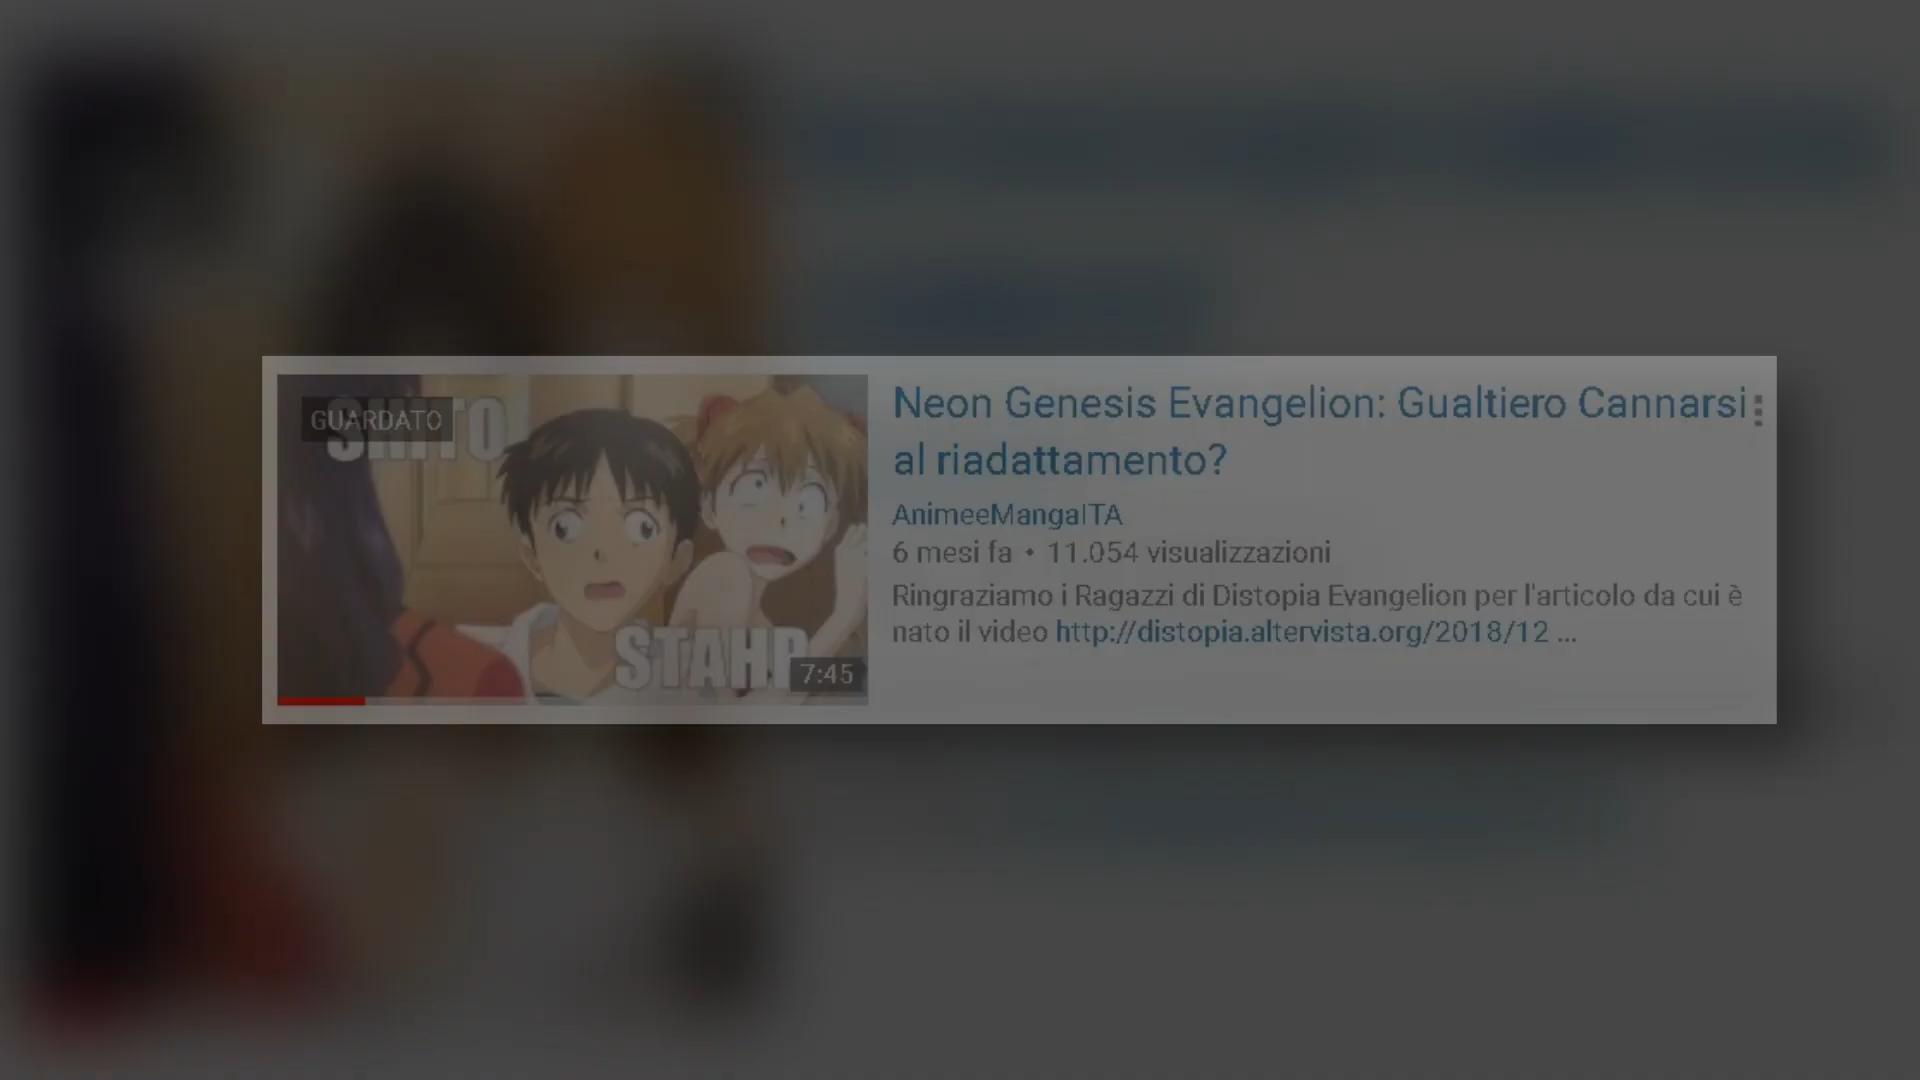 SHITO
GUARDATO
STAHP
7:45
Neon Genesis Evangelion: Gualtiero Cannarsi
al riadattamento?
AnimeeMangaITA
6 mesi fa • 11.054 visualizzazioni
Ringraziamo i Ragazzi di Distopia Evangelion per l'articolo da cui è
nato il video http://distopia.altervista.org/2018/12 ...